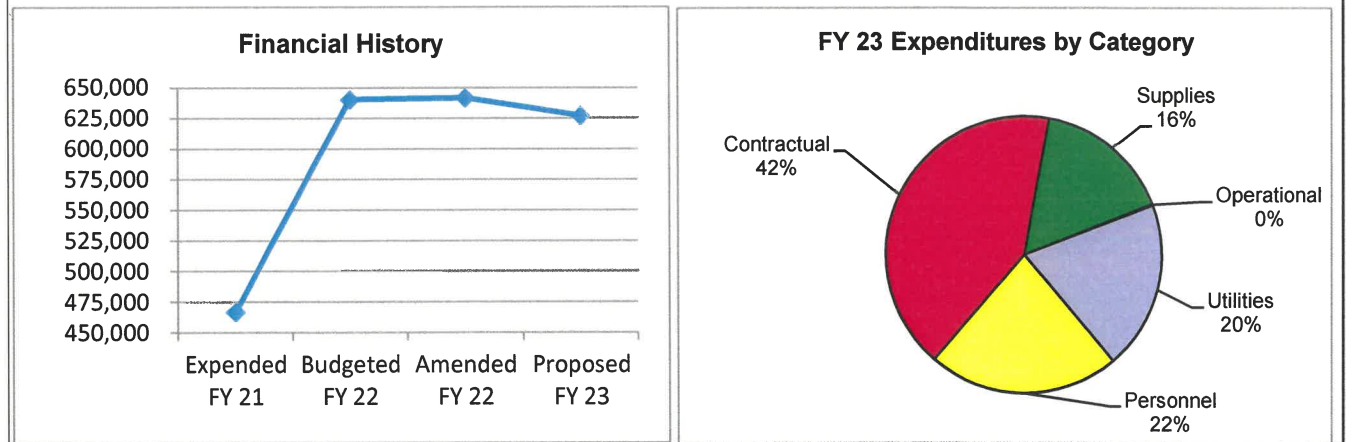 Financial History
650,000
625,000
600,000
575,000
550,000
525,000
500,000
475,000
450,000
Expended Budgeted Amended Proposed
FY 21 FY 22 FY 22 FY 23
FY 23 Expenditures by Category
Supplies
16%
Contractual
42%
Operational
0%
Utilities
20%
Personnel
22%